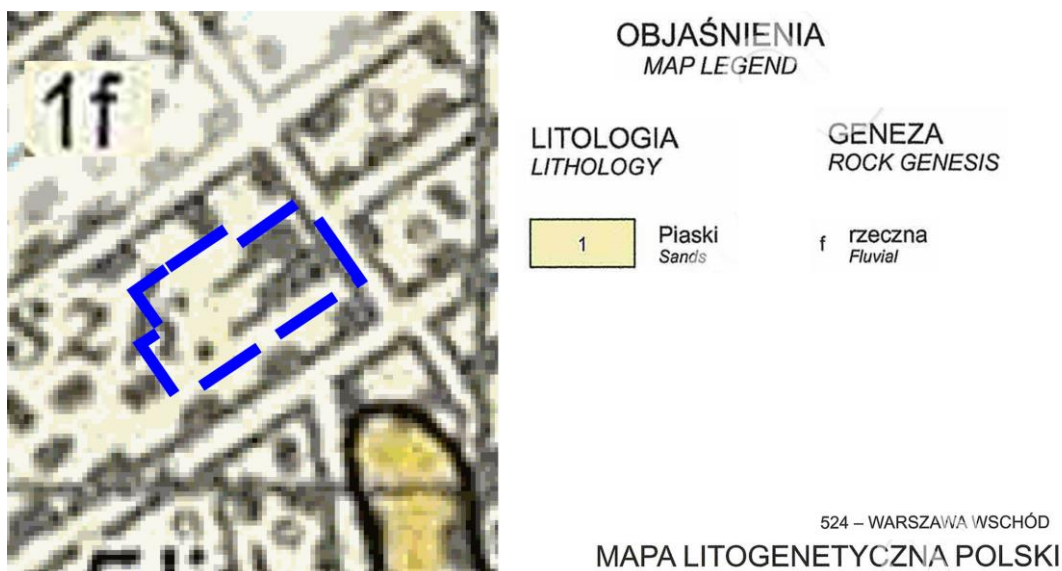 1f
OBJAŚNIENIA
MAP LEGEND
LITOLOGIA
LITHOLOGY
GENEZA
ROCK GENESIS
1
Piaski
Sands
f
rzeczna
Fluvial
524 – WARSZAWA WSCHÓD
MAPA LITOGENETYCZNA POLSKI